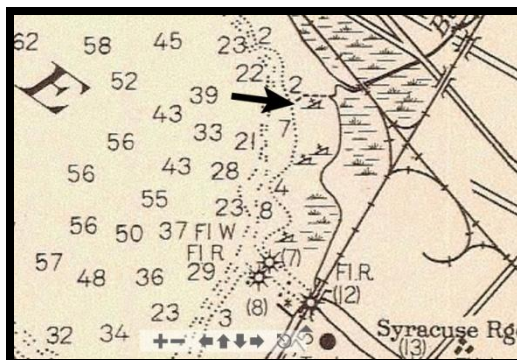 62 58 45 23 2
E 52 22 2
39
43 33 7
56 21
56 43 28
55 4
23 8
56 50 37 Fl W
Fl R
57 29 (7)
48 36 (8) Fl.R.
(12)
23 3
32 34
Syracuse Rge
(13)